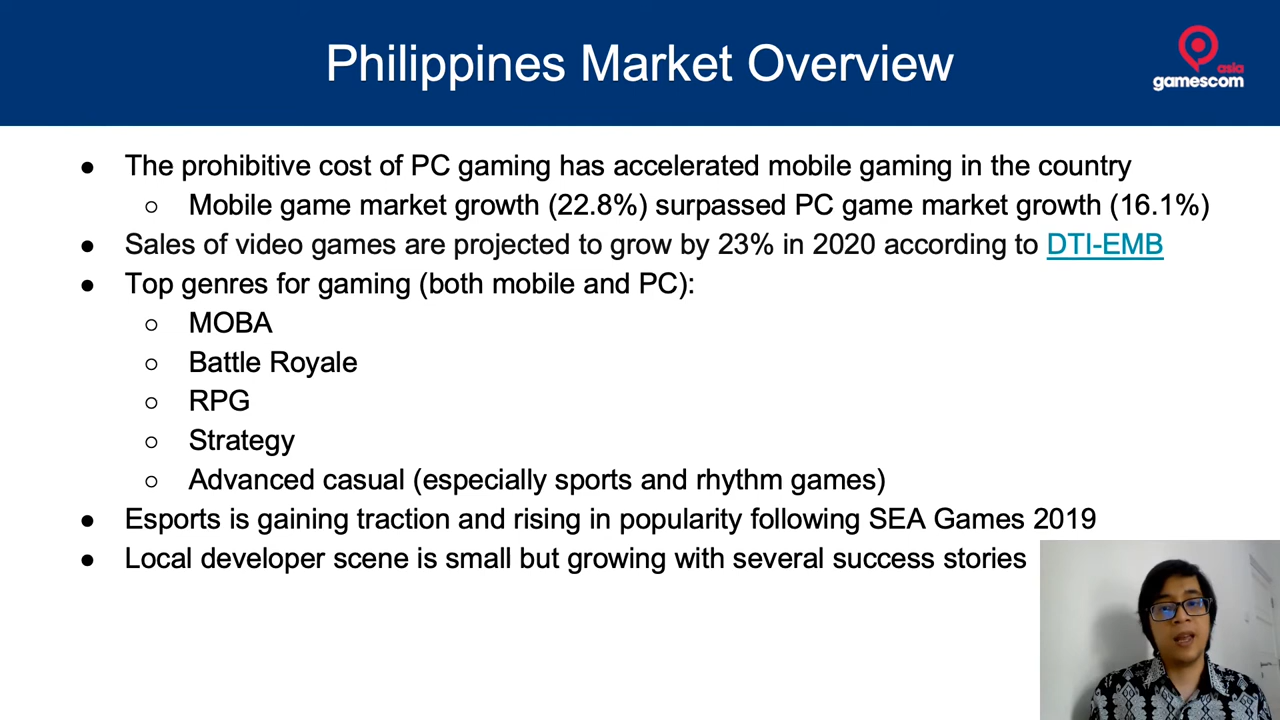 Philippines Market Overview
asia
gamescom
● The prohibitive cost of PC gaming has accelerated mobile gaming in the country
○ Mobile game market growth (22.8%) surpassed PC game market growth (16.1%)
● Sales of video games are projected to grow by 23% in 2020 according to DTI-EMB
● Top genres for gaming (both mobile and PC):
○ MOBA
○ Battle Royale
○ RPG
○ Strategy
○ Advanced casual (especially sports and rhythm games)
● Esports is gaining traction and rising in popularity following SEA Games 2019
● Local developer scene is small but growing with several success stories